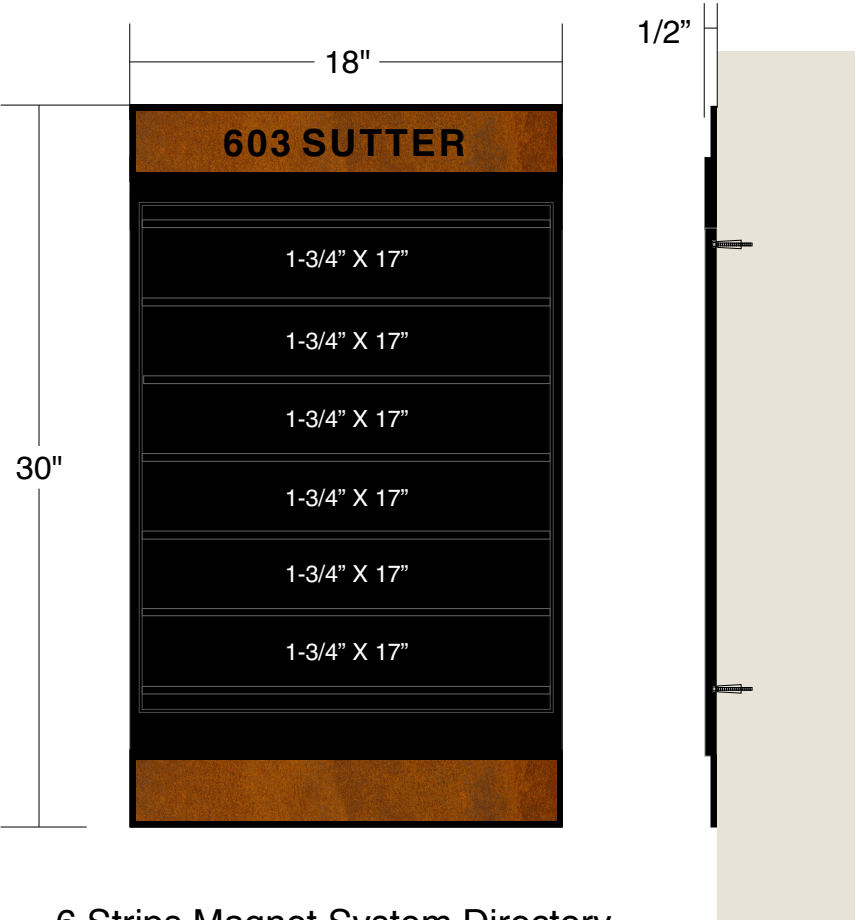 1/2”
18"
603 SUTTER
1-3/4” X 17”
1-3/4” X 17”
1-3/4” X 17”
30"
1-3/4” X 17”
1-3/4” X 17”
1-3/4” X 17”
6 Strips Magnet System Directory